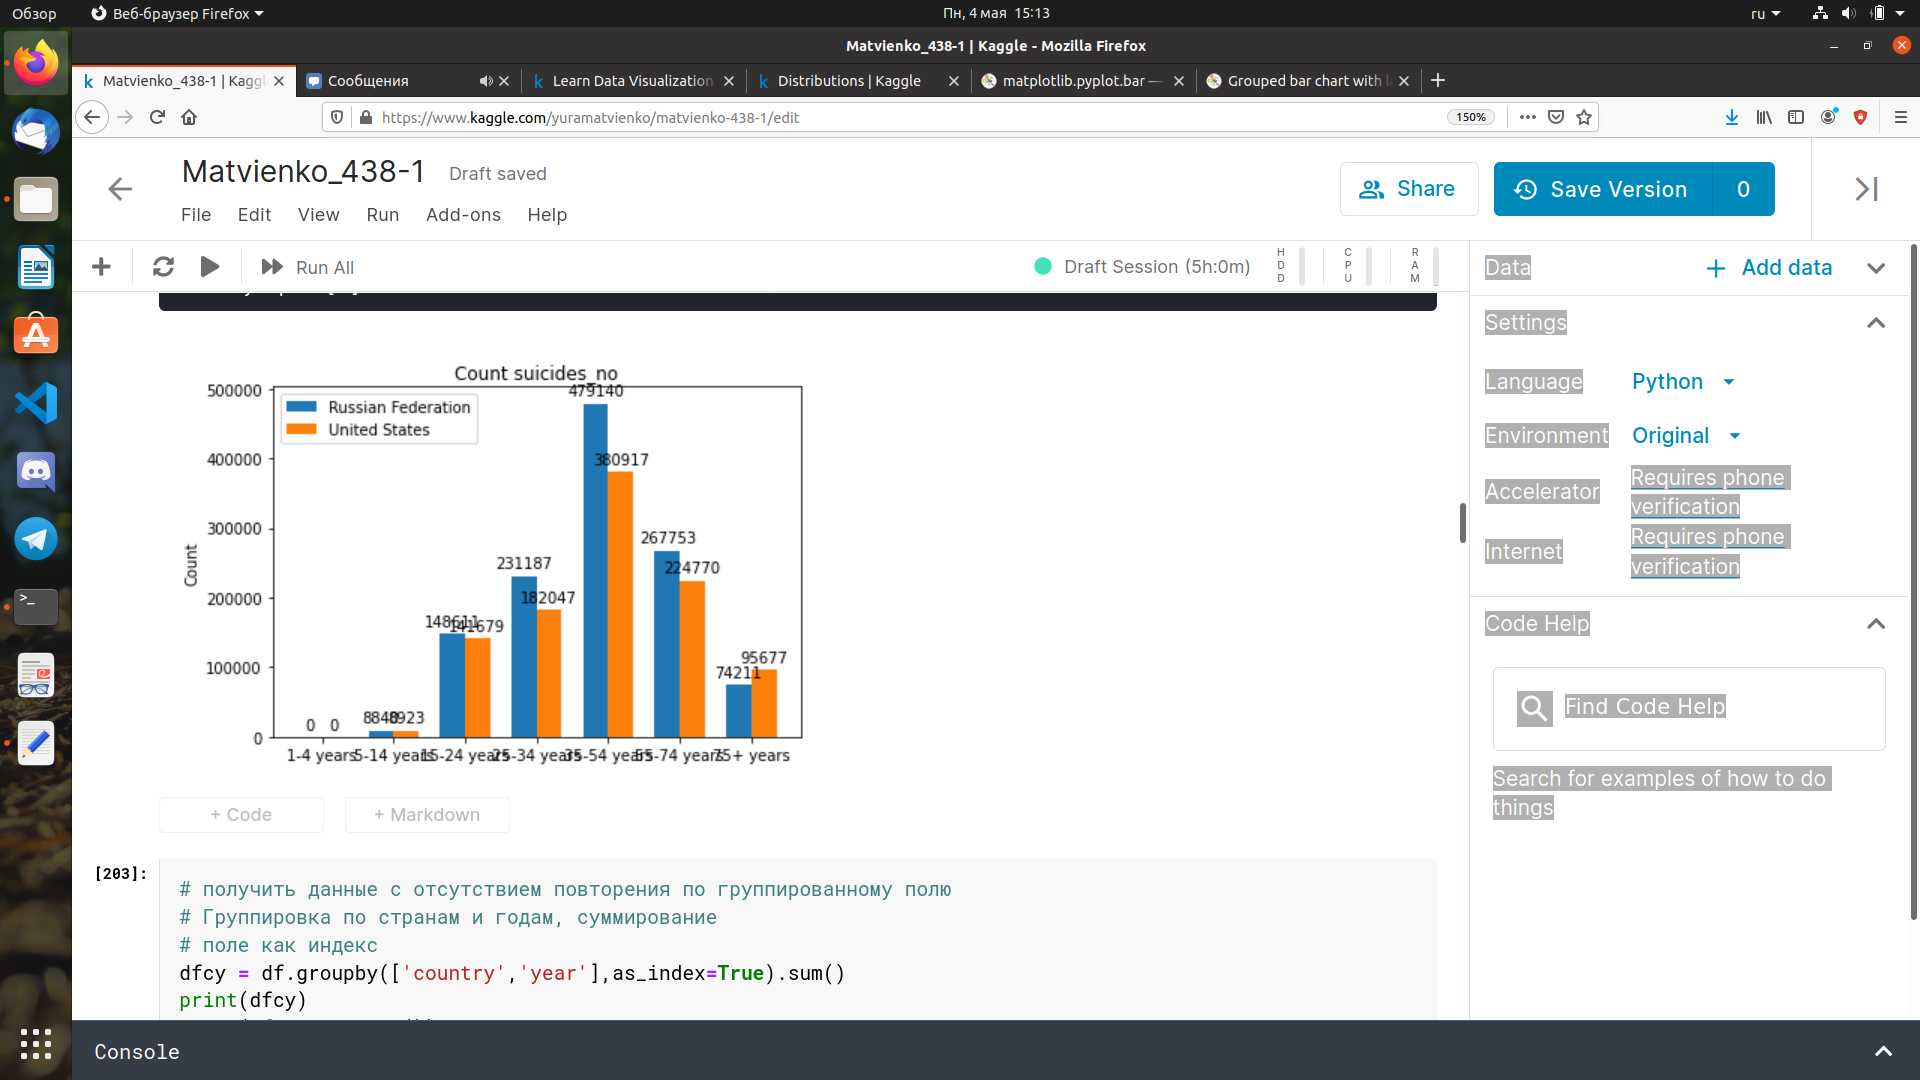 Обзор
Веб-браузер Firefox
Пн, 4 мая 15:13
ru
Matvienko_438-1 | Kaggle - Mozilla Firefox
Matvienko_438-1 | Kaggl
Сообщения
Learn Data Visualization
Distributions | Kaggle
matplotlib.pyplot.bar —
Grouped bar chart with l
https://www.kaggle.com/yuramatvienko/matvienko-438-1/edit
150%
Matvienko_438-1
Draft saved
File Edit View Run Add-ons Help
Share
Save Version
0
Run All
Draft Session (5h:0m)
HDD
CPU
RAM
Data
Add data
Settings
Language
Python
Environment
Original
Accelerator
Requires phone
verification
Internet
Requires phone
verification
Code Help
Find Code Help
Search for examples of how to do
things
Count suicides_no
Russian Federation
United States
Count
500000
400000
300000
200000
100000
0
0 0
8923
141679
231187
182047
479140
380917
267753
224770
74211
95677
1-4 years
5-14 years
15-24 years
25-34 years
35-54 years
55-74 years
75+ years
+ Code
+ Markdown
[203]:
# получить данные с отсутствием повторения по группированному полю
# Группировка по странам и годам, суммирование
# поле как индекс
dfcy = df.groupby(['country','year'],as_index=True).sum()
print(dfcy)
Console